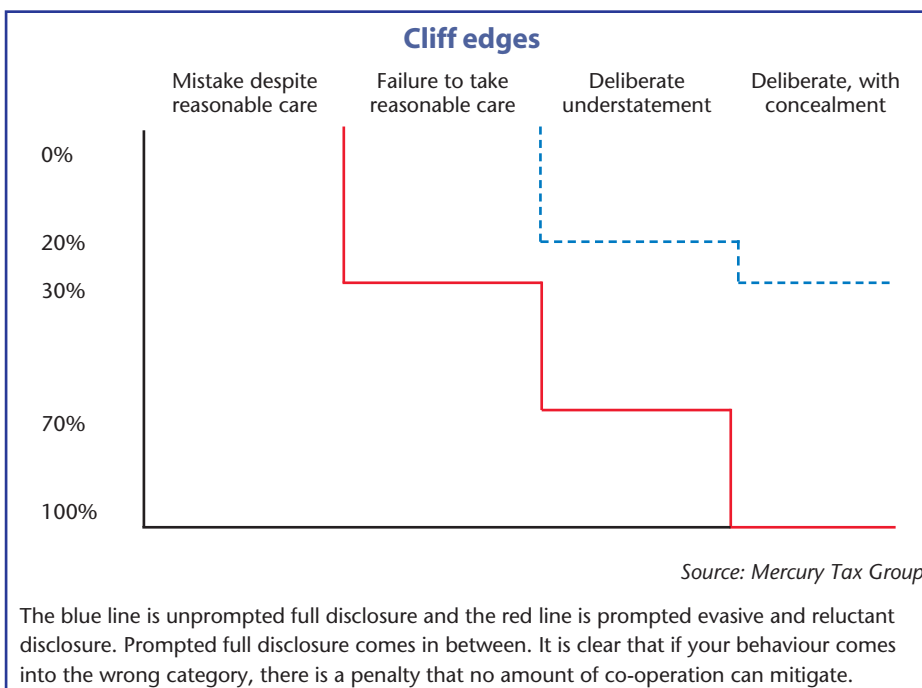 Cliff edges
Mistake despite
reasonable care
Failure to take
reasonable care
Deliberate
understatement
Deliberate, with
concealment
0%
20%
30%
70%
100%
Source: Mercury Tax Group
The blue line is unprompted full disclosure and the red line is prompted evasive and reluctant
disclosure. Prompted full disclosure comes in between. It is clear that if your behaviour comes
into the wrong category, there is a penalty that no amount of co-operation can mitigate.